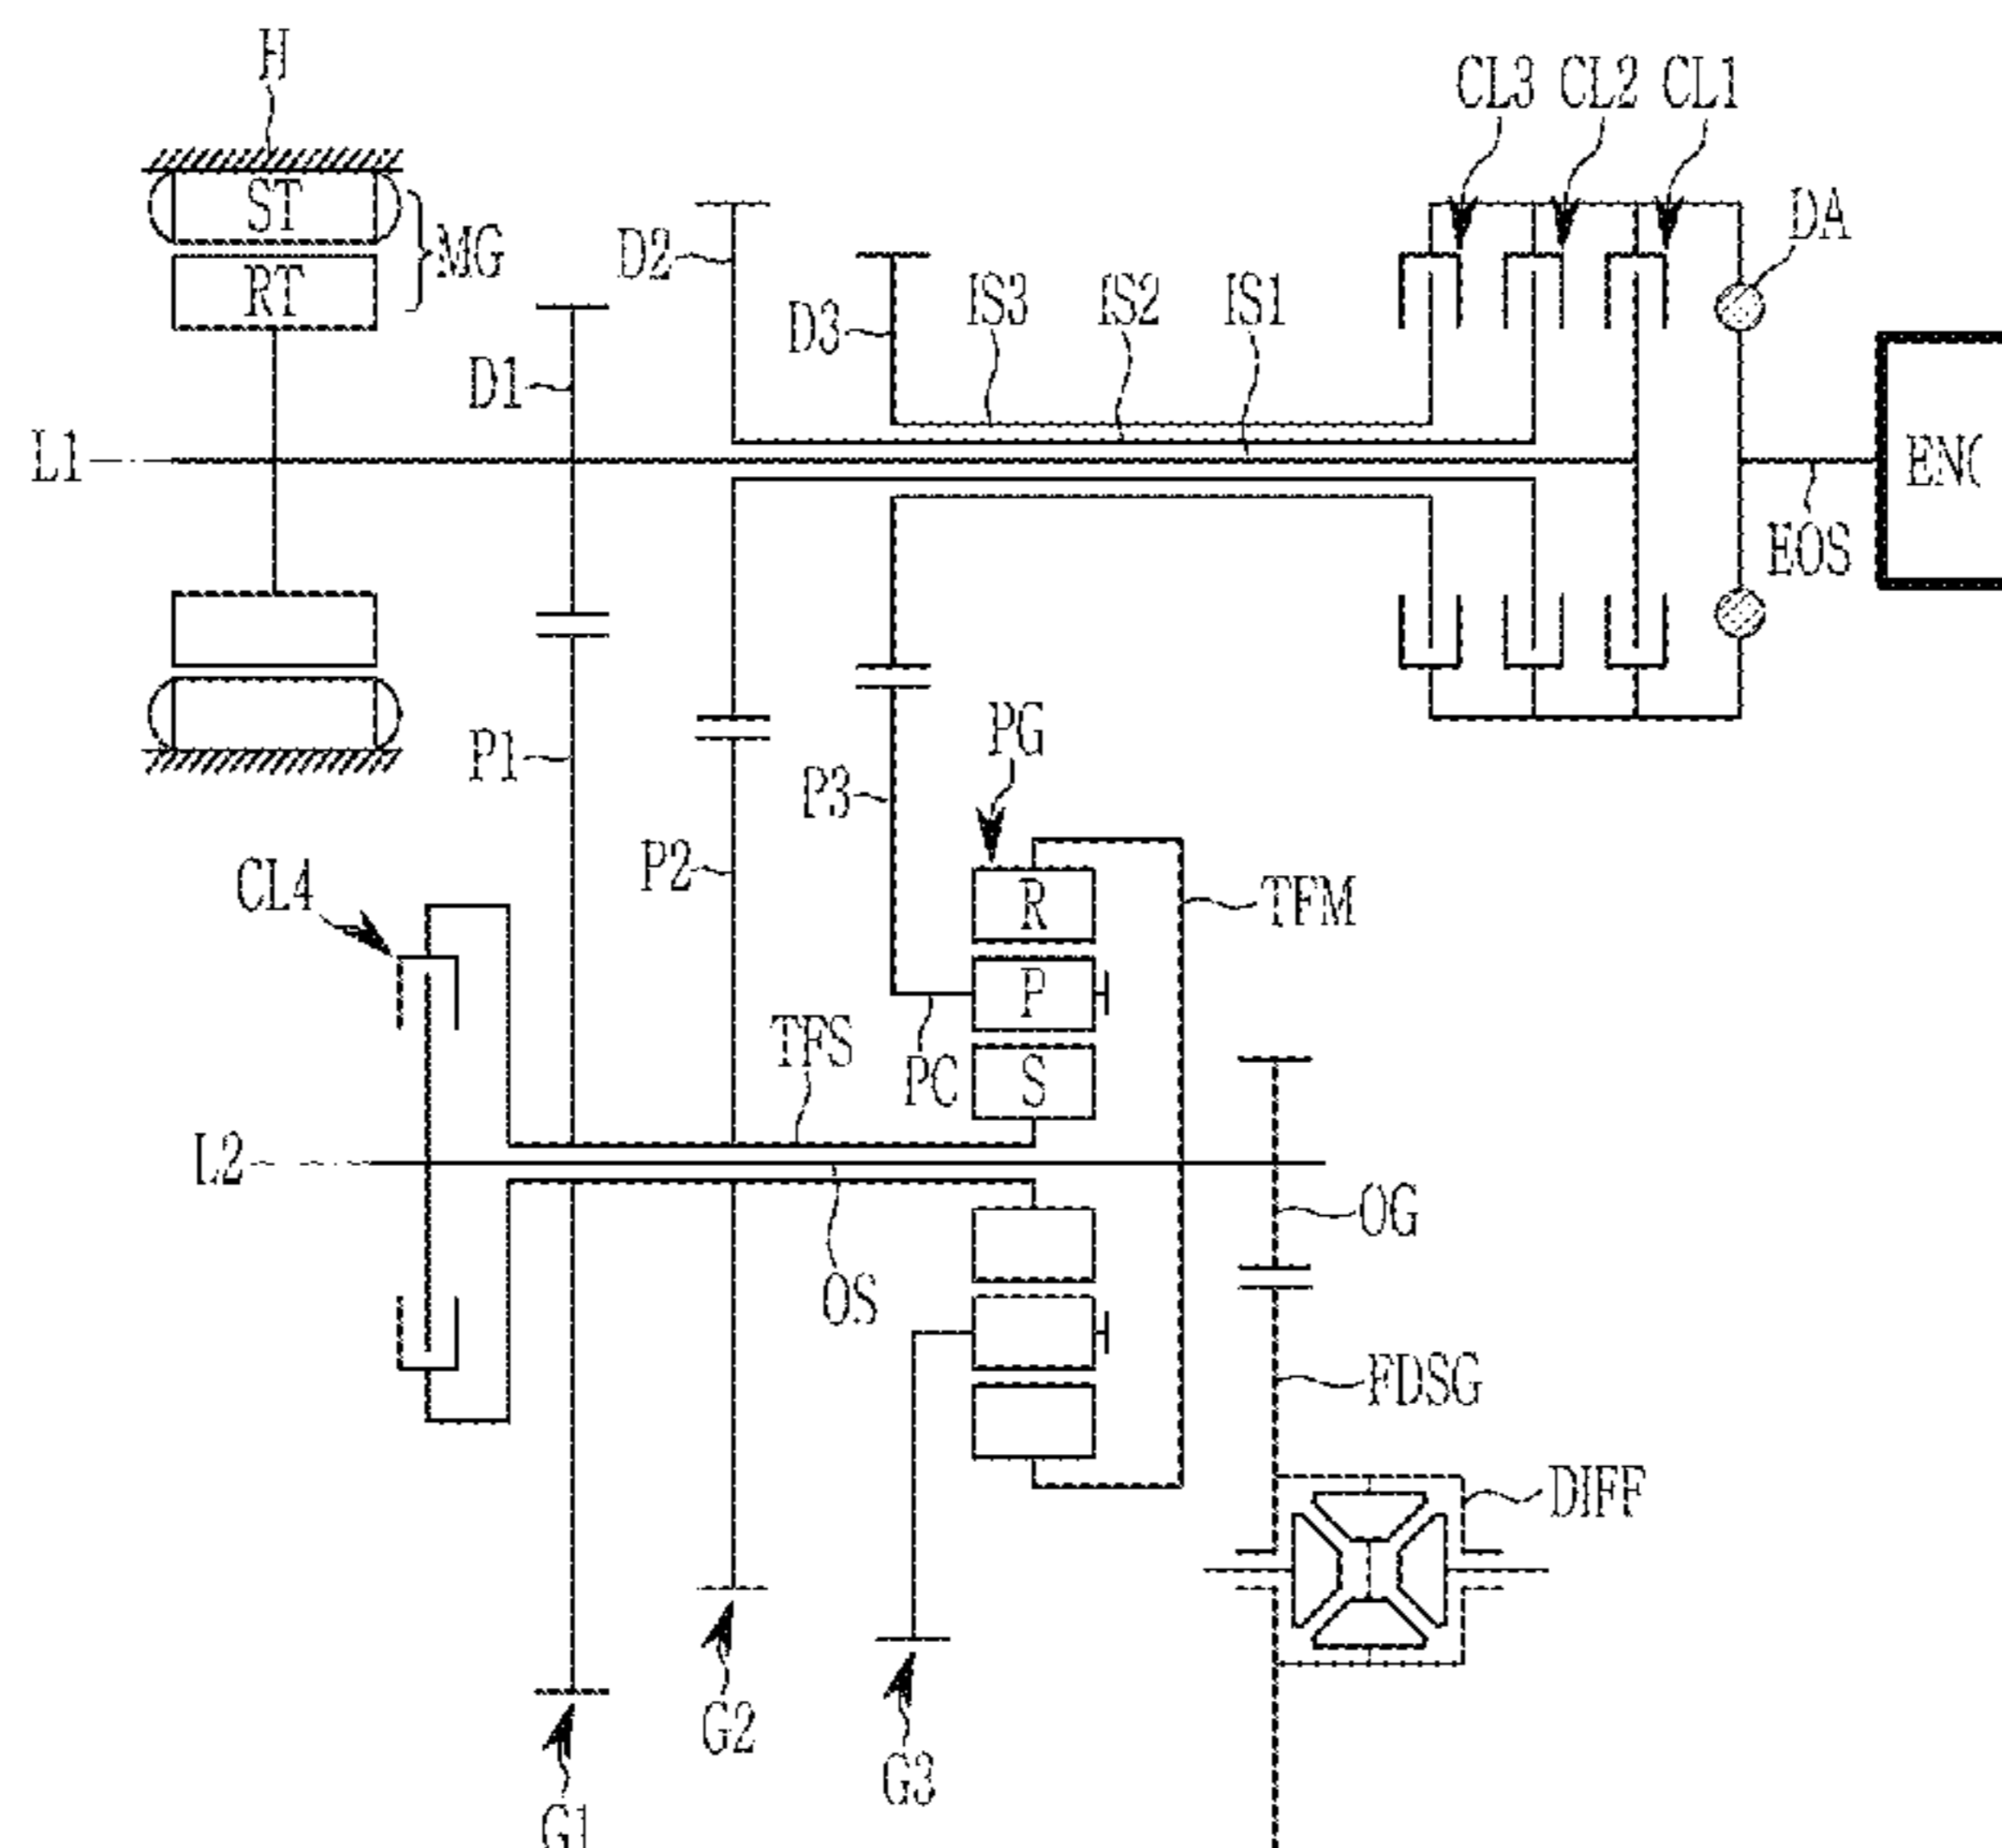 H
CL3 CL2 CL1
ST
MG
RT
D2
DA
D3
IS3 IS2 IS1
D1
L1
EOS
P1
PG
P3
P2
CL4
R
TFM
P
TFS
PC
S
L2
OG
OS
FDSG
DIFF
G2
G3
G1